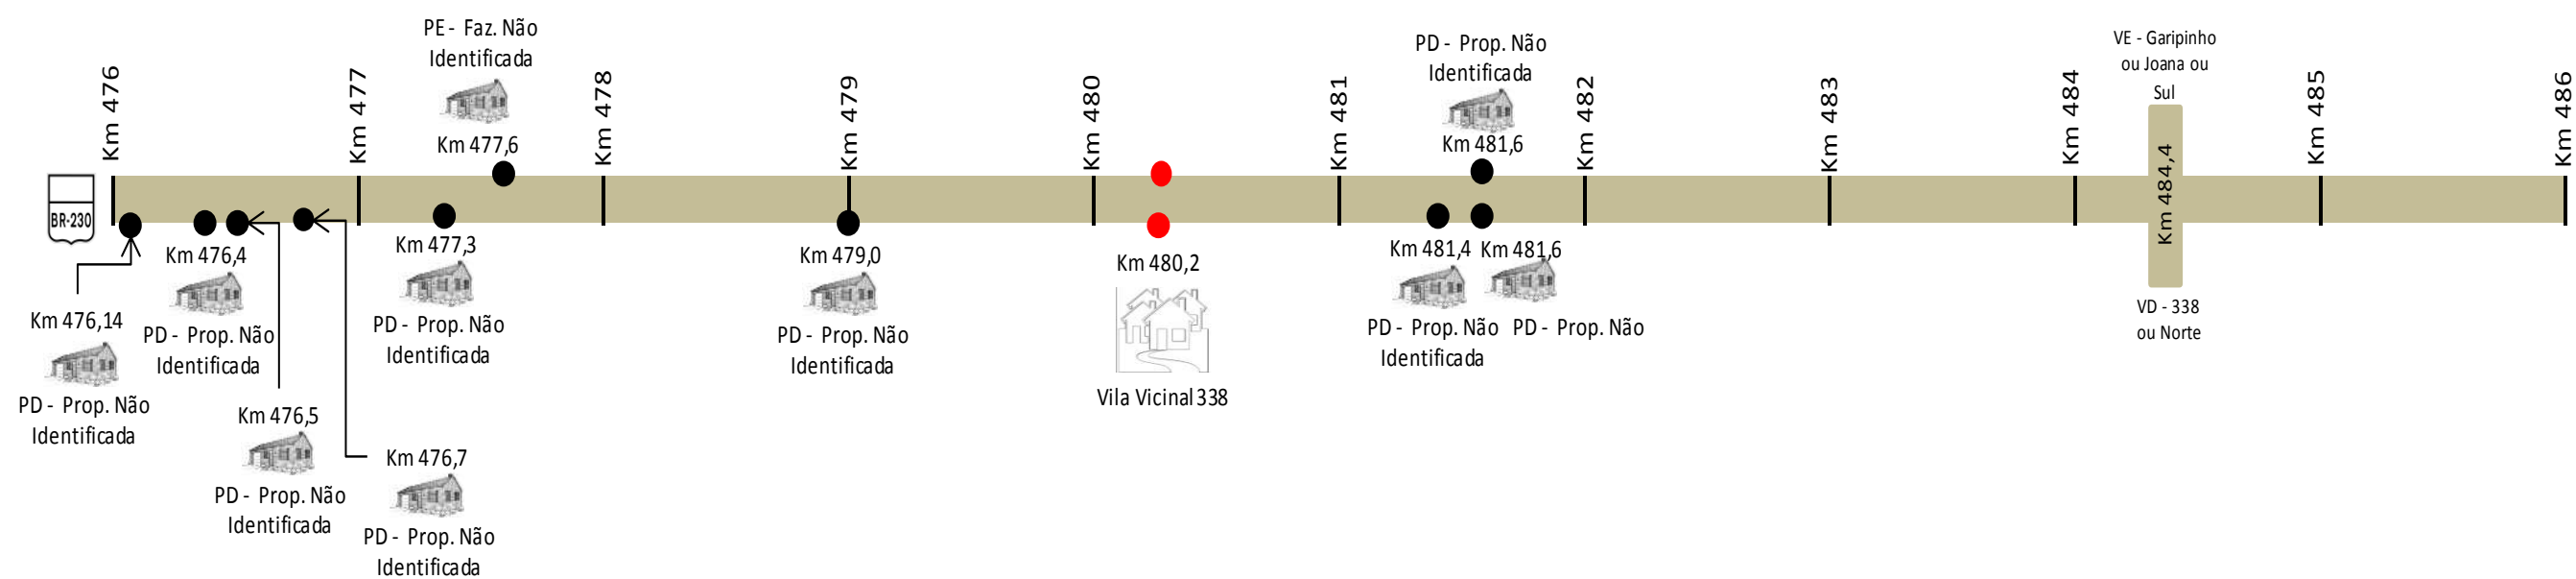 PE - Faz. Não
Identificada
Km 477,6
PD - Prop. Não
Identificada
Km 481,6
VE - Garipinho
ou Joana ou
Sul
Km 476
Km 477
Km 478
Km 479
Km 480
Km 481
Km 482
Km 483
Km 484
Km 485
Km 486
BR-230
Km 484,4
Km 476,14
PD - Prop. Não
Identificada
Km 476,4
PD - Prop. Não
Identificada
Km 476,5
PD - Prop. Não
Identificada
Km 476,7
PD - Prop. Não
Identificada
Km 477,3
PD - Prop. Não
Identificada
Km 479,0
PD - Prop. Não
Identificada
Km 480,2
Vila Vicinal 338
Km 481,4
PD - Prop. Não
Identificada
Km 481,6
PD - Prop. Não
VD - 338
ou Norte